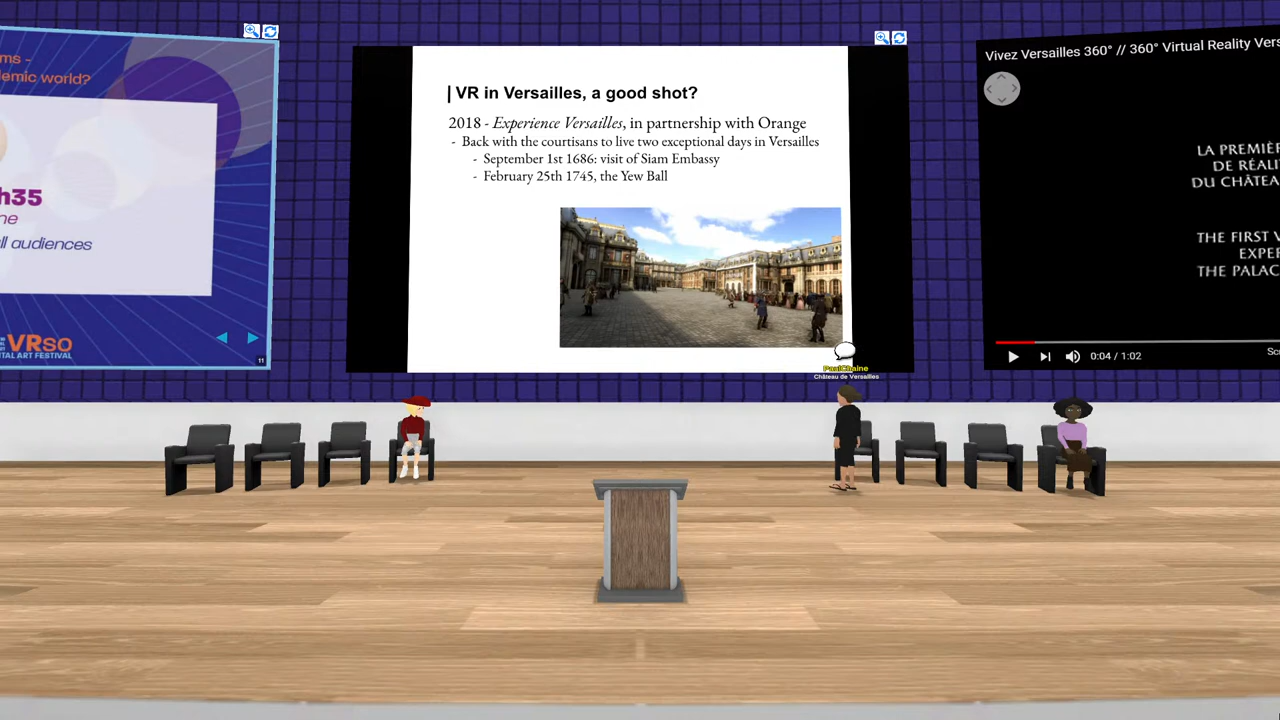 emic world?
h35
ll audiences
VRso
TAL ART FESTIVAL
11
| VR in Versailles, a good shot?
2018 - Experience Versailles, in partnership with Orange
- Back with the courtisans to live two exceptional days in Versailles
- September 1st 1686: visit of Siam Embassy
- February 25th 1745, the Yew Ball
PaulChaine
Château de Versailles
Vivez Versailles 360° // 360° Virtual Reality Vers
LA PREMIÈR
DE RÉALI
DU CHÂTEA
THE FIRST V
EXPER
THE PALAC
0:04 / 1:02